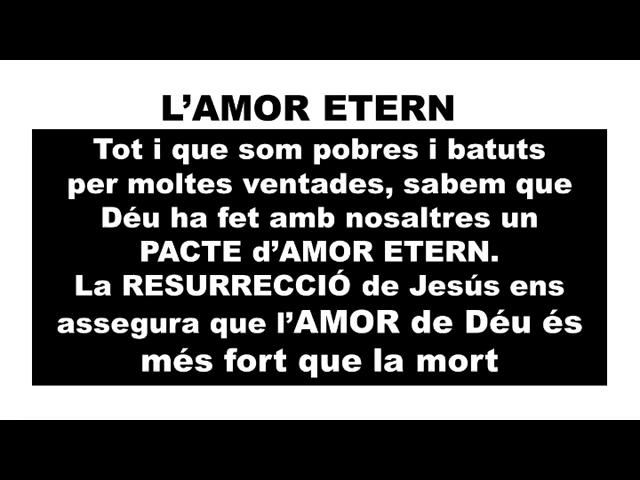 L’AMOR ETERN
Tot i que som pobres i batuts
per moltes ventades, sabem que
Déu ha fet amb nosaltres un
PACTE d’AMOR ETERN.
La RESURRECCIÓ de Jesús ens
assegura que l’AMOR de Déu és
més fort que la mort